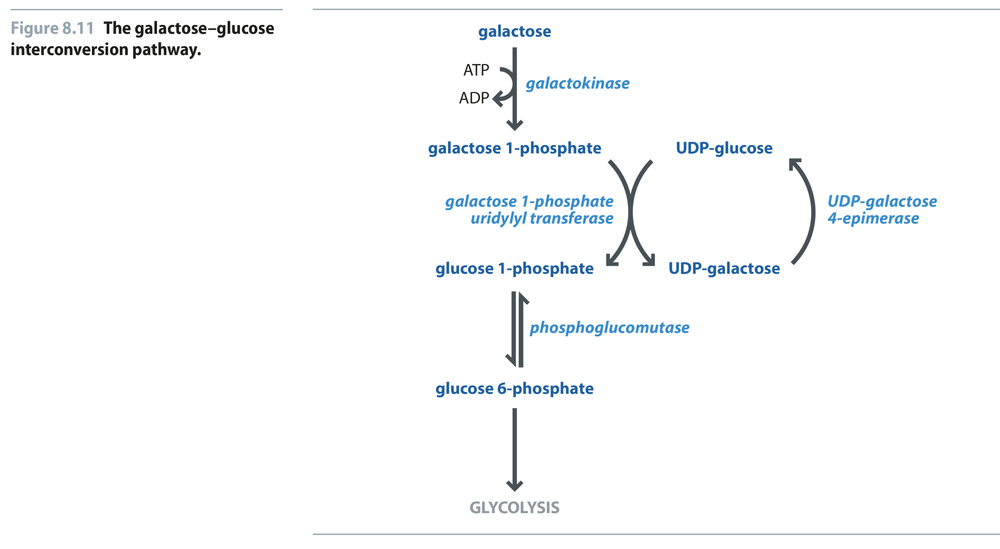 Figure 8.11 The galactose–glucose
interconversion pathway.
galactose
ATP
galactokinase
ADP
galactose 1-phosphate
UDP-glucose
galactose 1-phosphate
uridylyl transferase
UDP-galactose
4-epimerase
glucose 1-phosphate
UDP-galactose
phosphoglucomutase
glucose 6-phosphate
GLYCOLYSIS